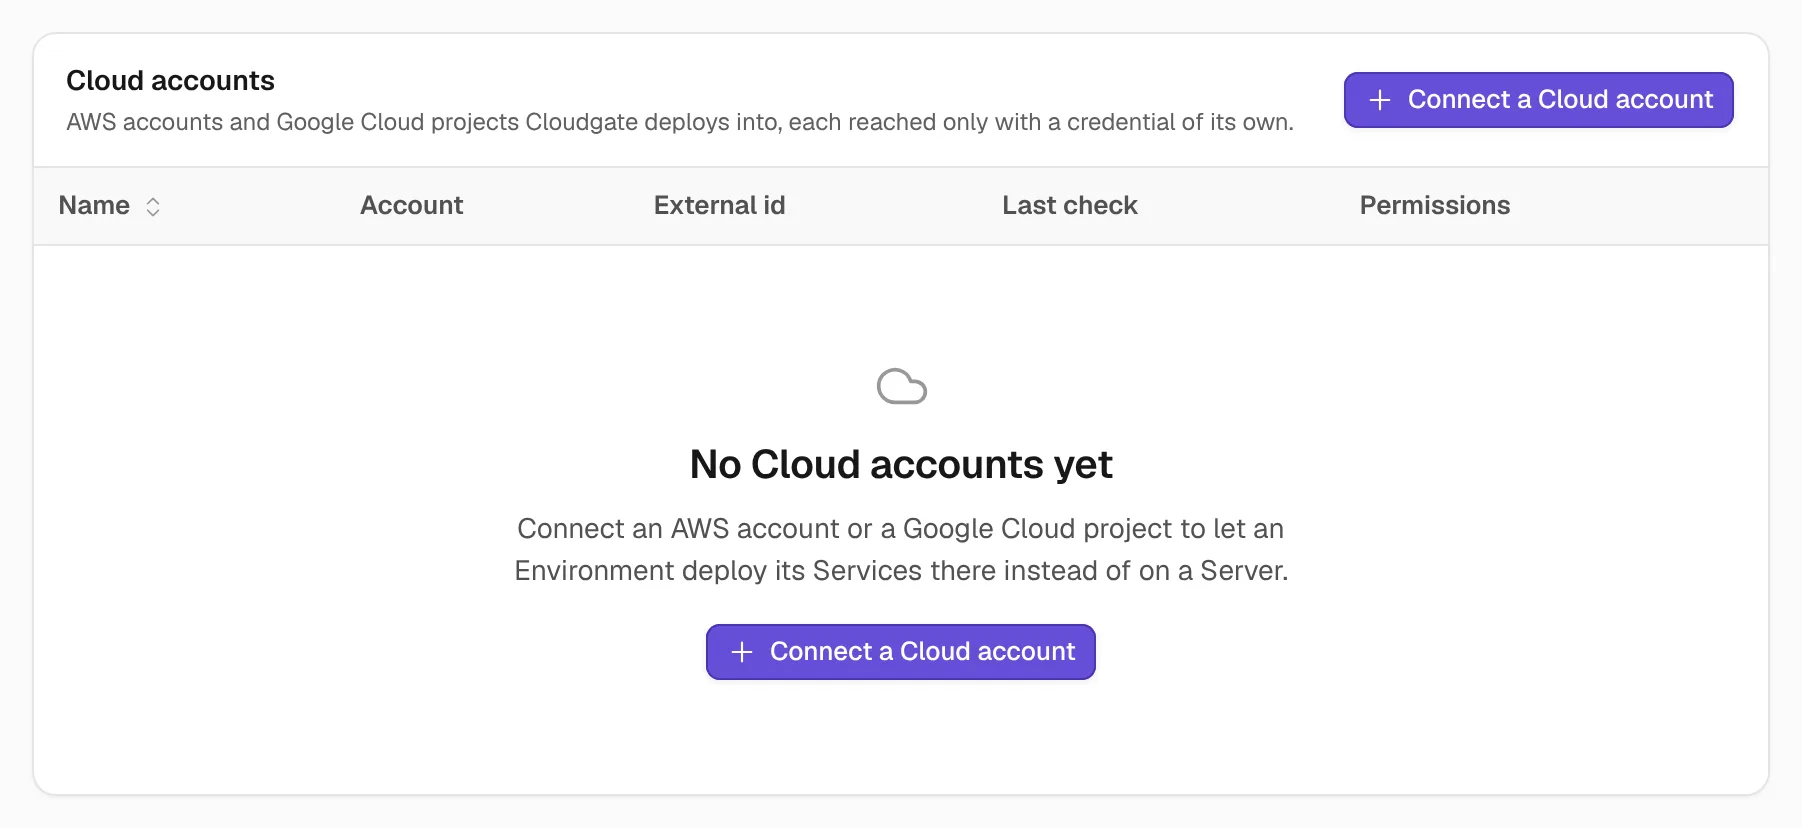 Cloud accounts
AWS accounts and Google Cloud projects Cloudgate deploys into, each reached only with a credential of its own.
Connect a Cloud account
Name
Account
External id
Last check
Permissions
No Cloud accounts yet
Connect an AWS account or a Google Cloud project to let an
Environment deploy its Services there instead of on a Server.
Connect a Cloud account